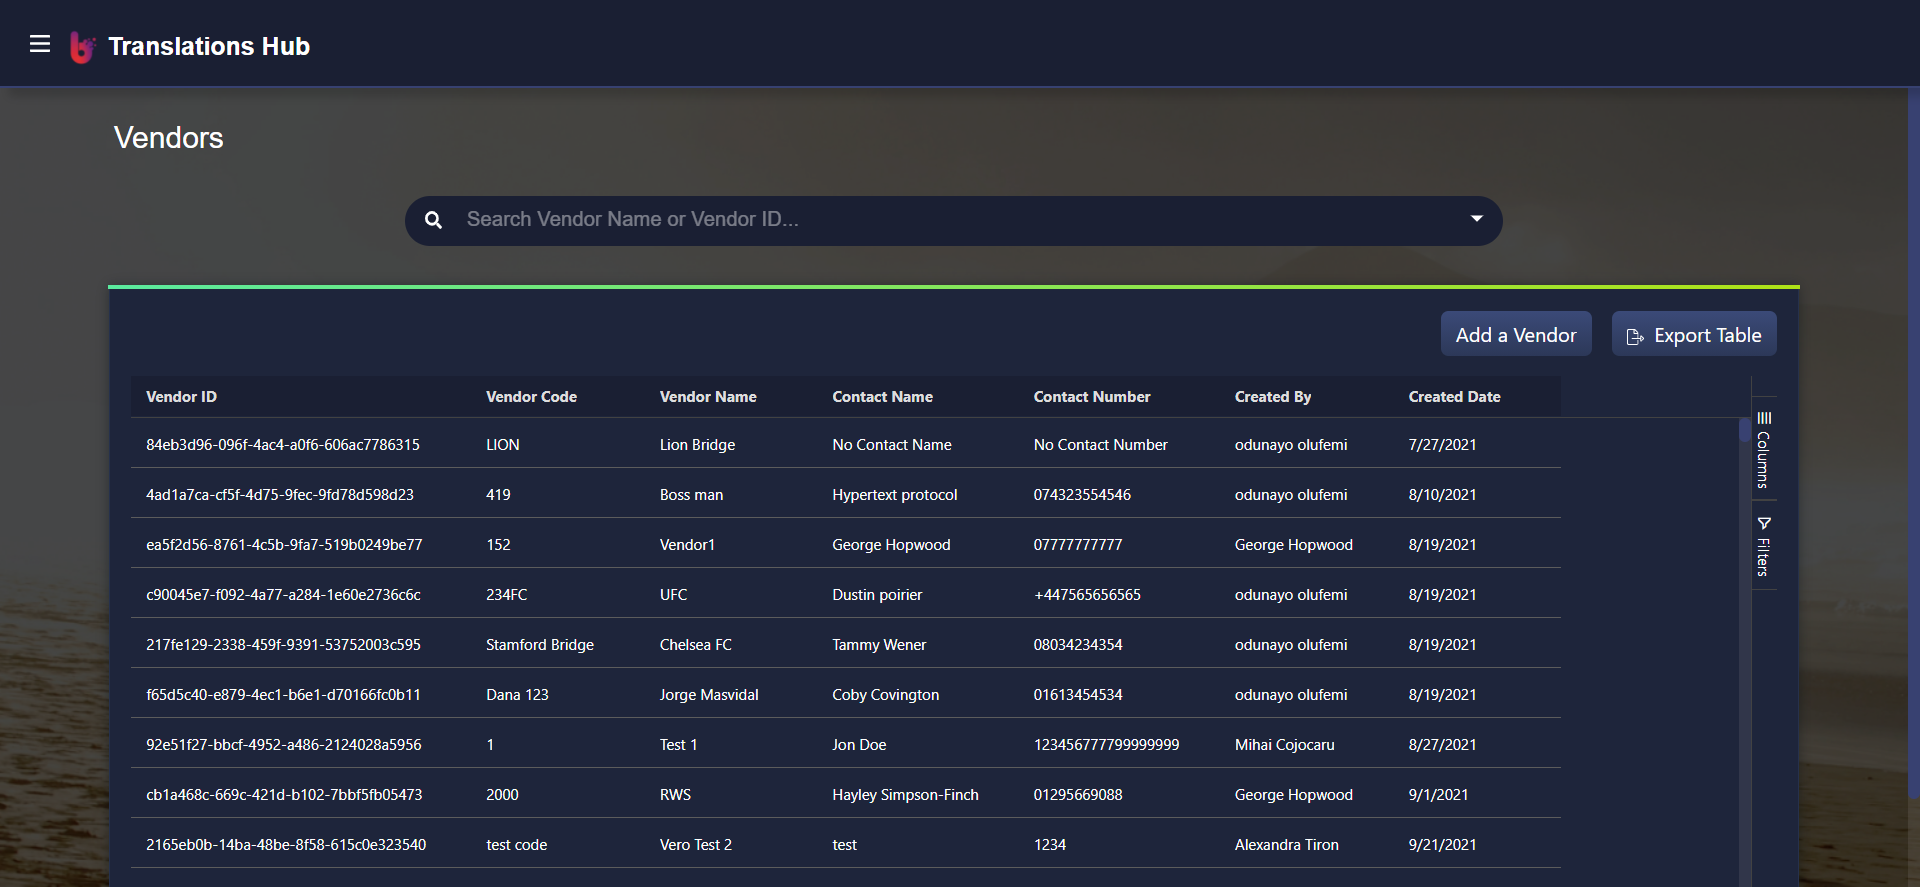 Translations Hub
Vendors
Search Vendor Name or Vendor ID...
Add a Vendor Export Table
Vendor ID Vendor Code Vendor Name Contact Name Contact Number Created By Created Date
84eb3d96-096f-4ac4-a0f6-606ac7786315 LION Lion Bridge No Contact Name No Contact Number odunayo olufemi 7/27/2021
4ad1a7ca-cf5f-4d75-9fec-9fd78d598d23 419 Boss man Hypertext protocol 074323554546 odunayo olufemi 8/10/2021
ea5f2d56-8761-4c5b-9fa7-519b0249be77 152 Vendor1 George Hopwood 07777777777 George Hopwood 8/19/2021
c90045e7-f092-4a77-a284-1e60e2736c6c 234FC UFC Dustin poirier +447565656565 odunayo olufemi 8/19/2021
217fe129-2338-459f-9391-53752003c595 Stamford Bridge Chelsea FC Tammy Wener 08034234354 odunayo olufemi 8/19/2021
f65d5c40-e879-4ec1-b6e1-d70166fc0b11 Dana 123 Jorge Masvidal Coby Covington 01613454534 odunayo olufemi 8/19/2021
92e51f27-bbcf-4952-a486-2124028a5956 1 Test 1 Jon Doe 123456777799999999 Mihai Cojocaru 8/27/2021
cb1a468c-669c-421d-b102-7bbf5fb05473 2000 RWS Hayley Simpson-Finch 01295669088 George Hopwood 9/1/2021
2165eb0b-14ba-48be-8f58-615c0e323540 test code Vero Test 2 test 1234 Alexandra Tiron 9/21/2021
Columns
Filters